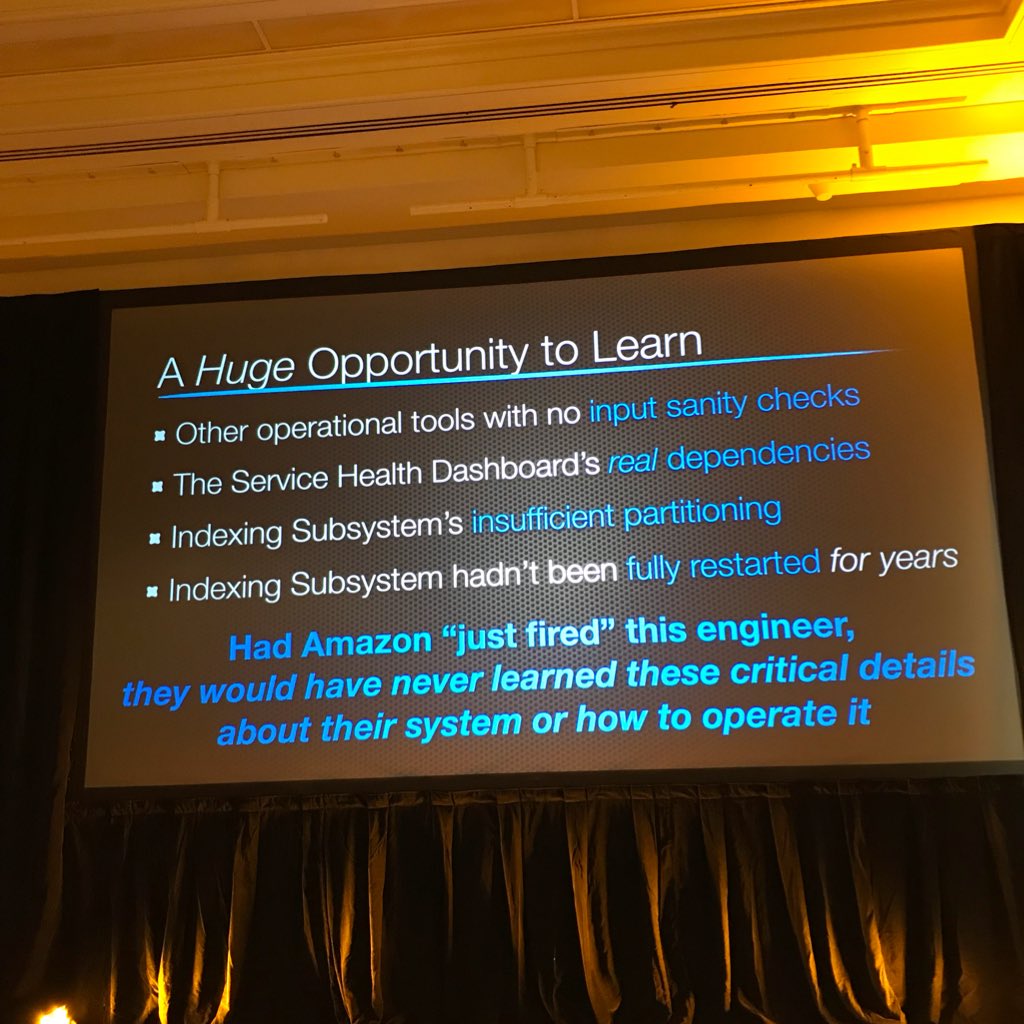 A Huge Opportunity to Learn
Other operational tools with no input sanity checks
The Service Health Dashboard's real dependencies
Indexing Subsystem's insufficient partitioning
Indexing Subsystem hadn't been fully restarted for years
Had Amazon “just fired” this engineer,
they would have never learned these critical details
about their system or how to operate it